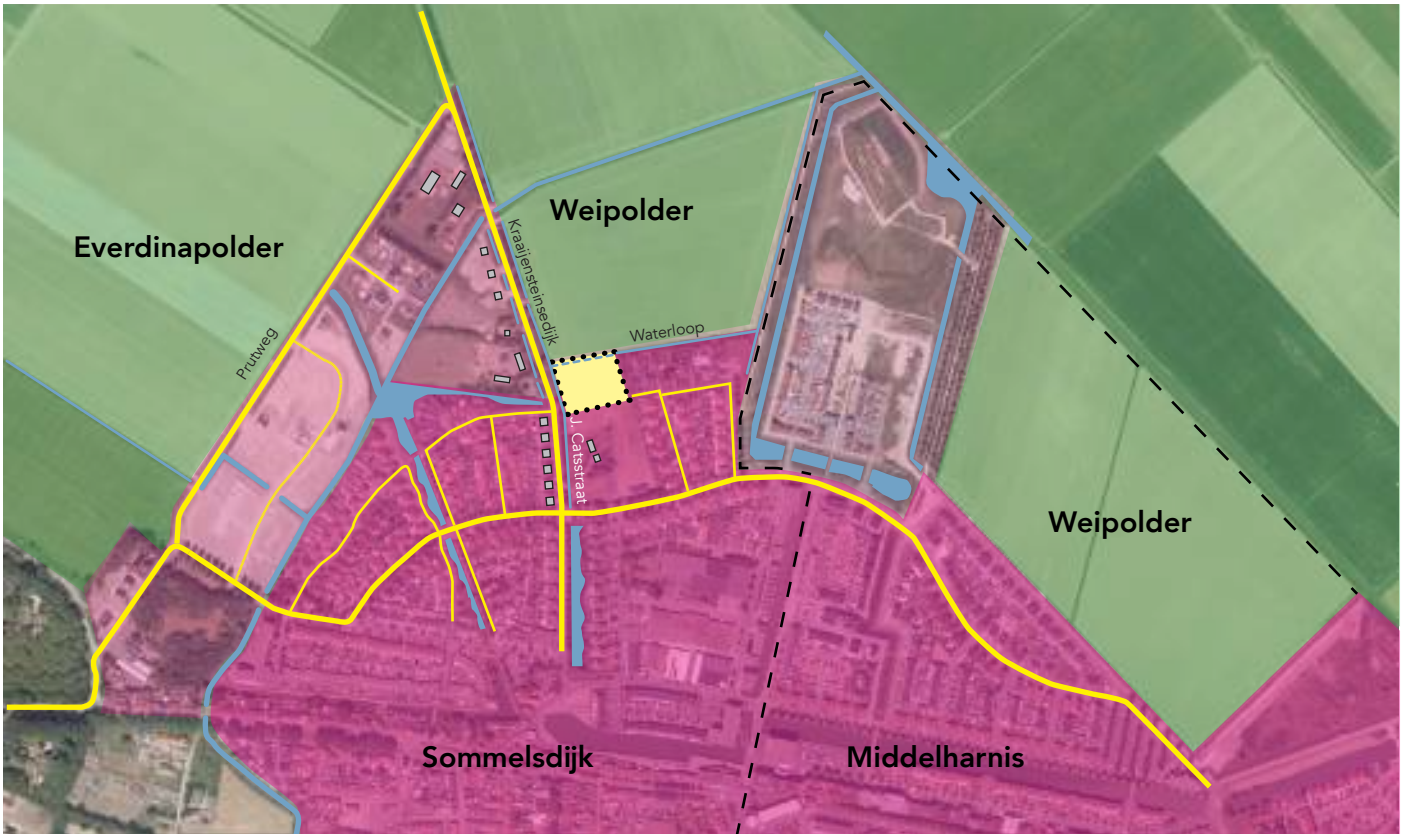 Weipolder
Everdinapolder
Kraaijensteinsedijk
Waterloop
Prutweg
J. Catsstraat
Weipolder
Sommelsdijk
Middelharnis